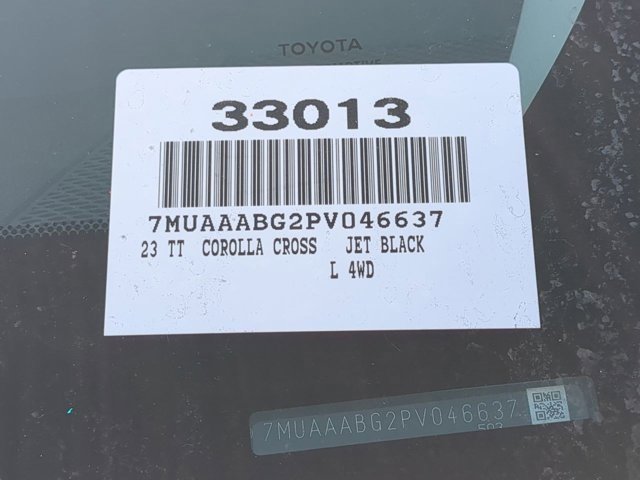 TOYOTA
33013
7MUAAABG2PV046637
23 TT COROLLA CROSS JET BLACK
L 4WD
7MUAAABG2PV046637